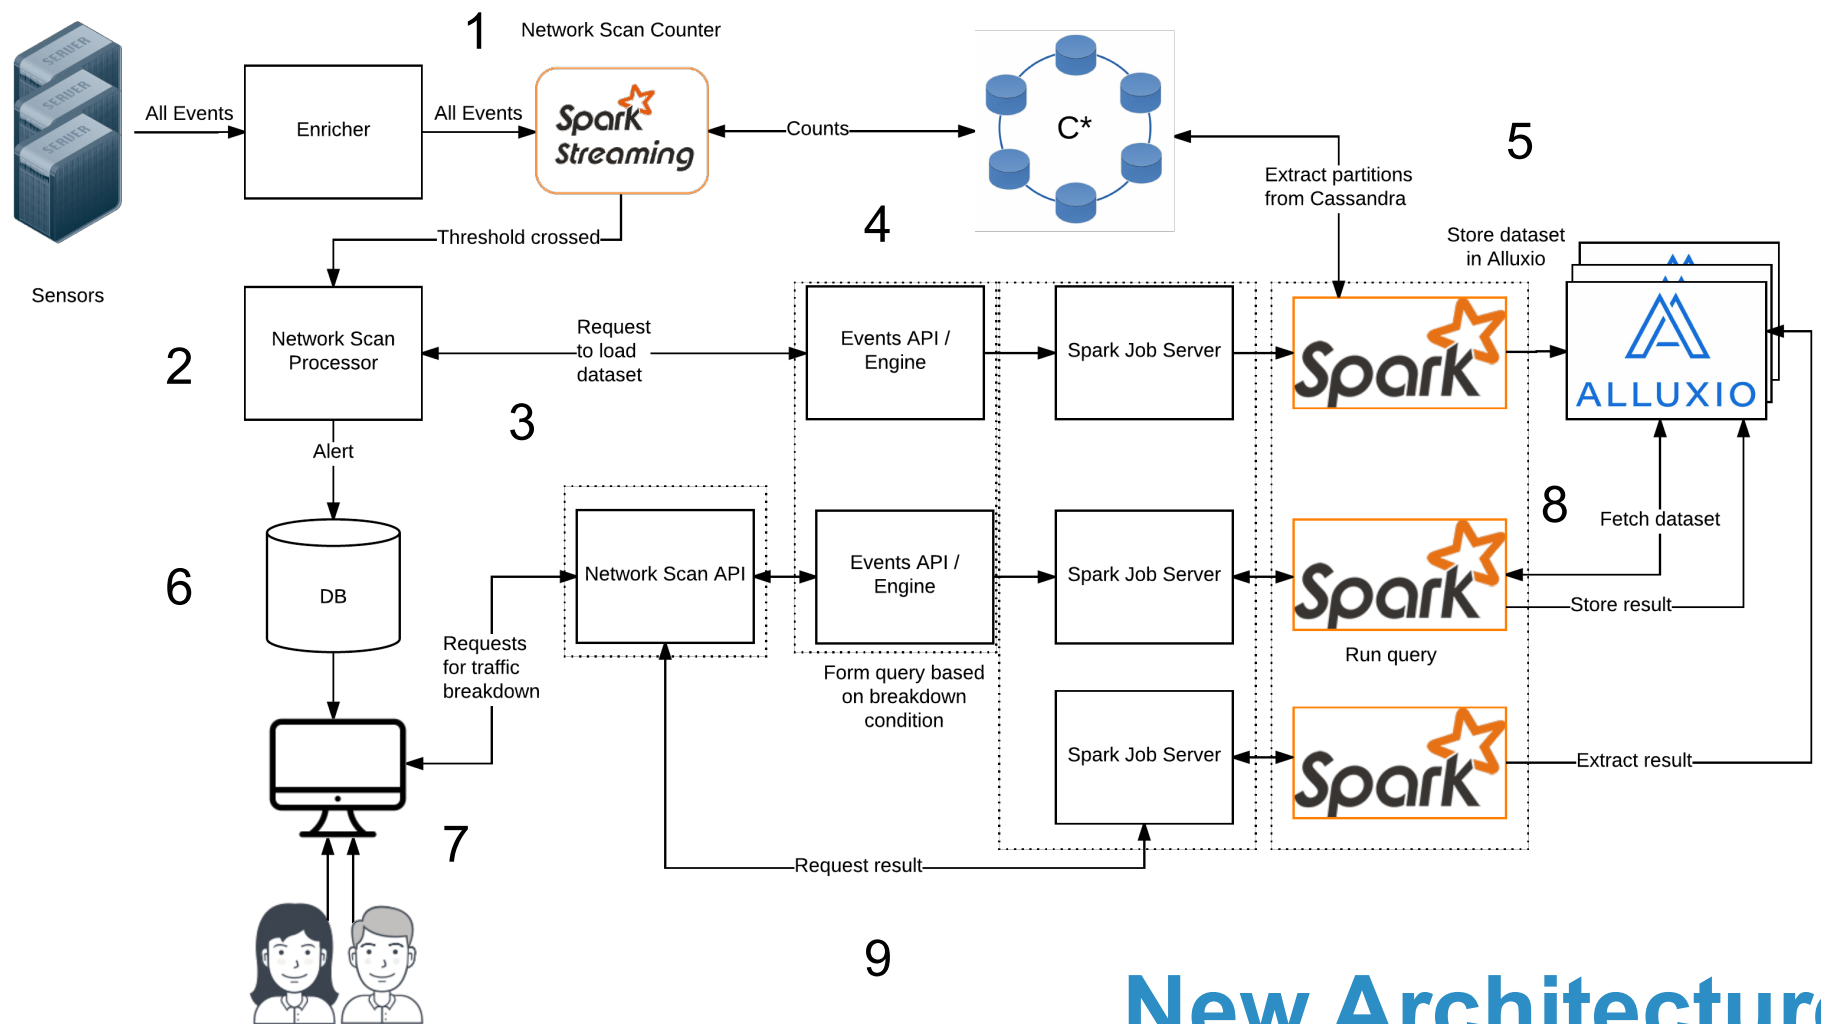 1
Network Scan Counter
SERVER
SERVER
SERVER
All Events
Enricher
All Events
Spark
Streaming
Counts
C*
5
Extract partitions
from Cassandra
4
Threshold crossed
Store dataset
in Alluxio
Sensors
2
Network Scan
Processor
Request
to load
dataset
Events API /
Engine
Spark Job Server
Spark
ALLUXIO
3
Alert
6
DB
Network Scan API
Events API /
Engine
Spark Job Server
Spark
8
Fetch dataset
Store result
Requests
for traffic
breakdown
Form query based
on breakdown
condition
Run query
Spark Job Server
Spark
Extract result
7
Request result
9
New Architecture